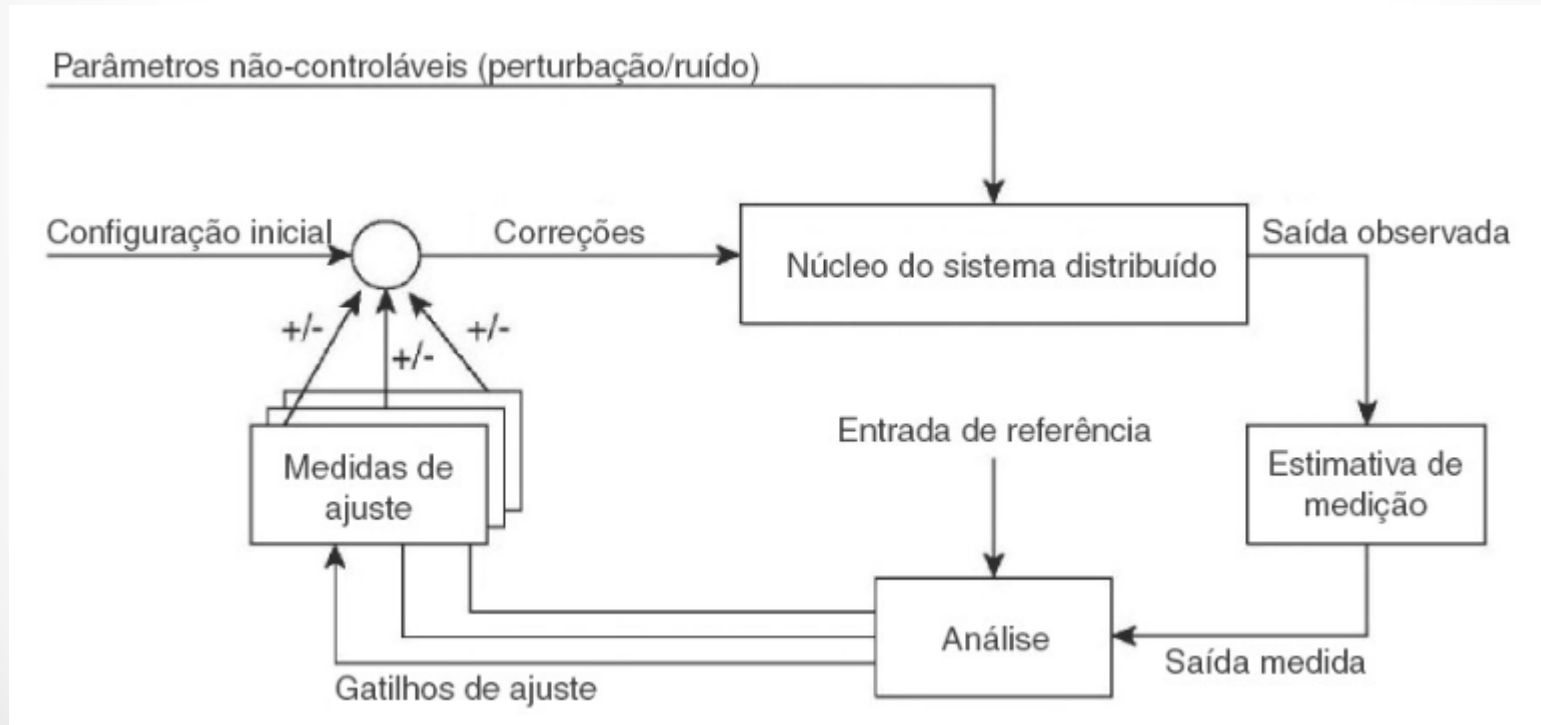 Parâmetros não-controláveis (perturbação/ruído)
Configuração inicial
Correções
Núcleo do sistema distribuído
Saída observada
+/-
+/-
+/-
Medidas de
ajuste
Entrada de referência
Estimativa de
medição
Análise
Saída medida
Gatilhos de ajuste